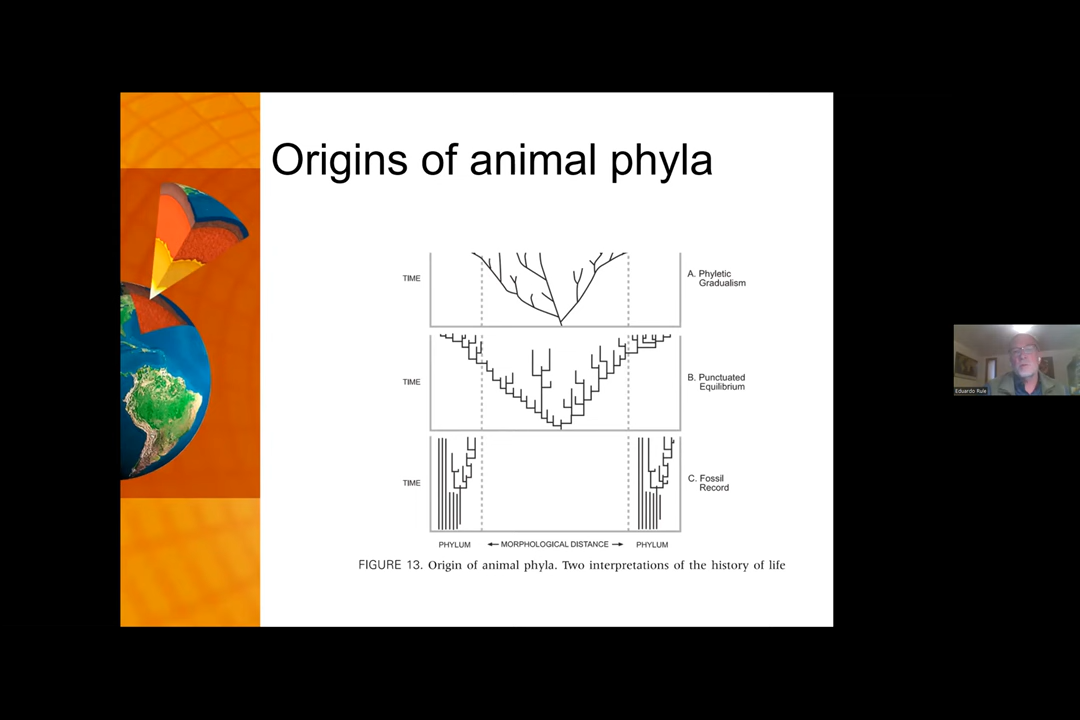 Origins of animal phyla
TIME
A. Phyletic
Gradualism
TIME
B. Punctuated
Equilibrium
TIME
C. Fossil
Record
PHYLUM
MORPHOLOGICAL DISTANCE
PHYLUM
FIGURE 13. Origin of animal phyla. Two interpretations of the history of life
Eduardo Rule